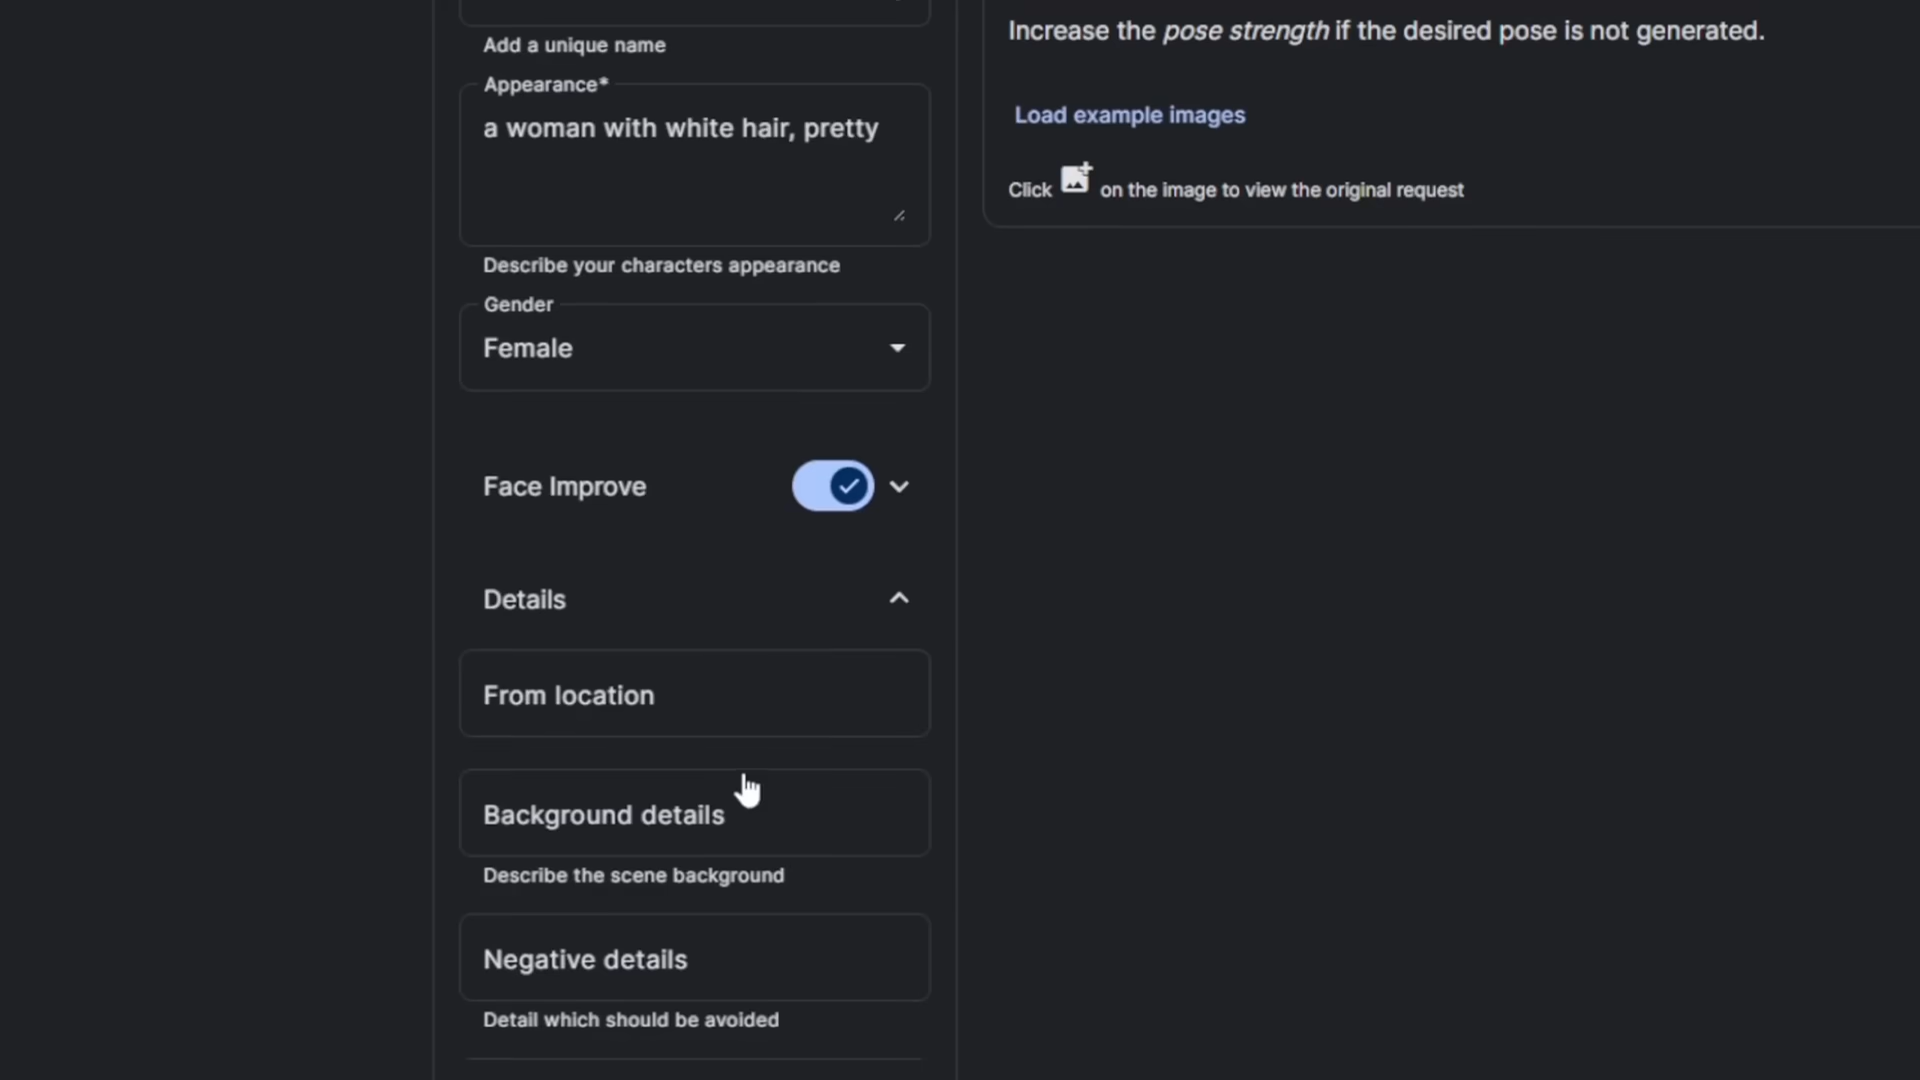 Add a unique name
Appearance*
a woman with white hair, pretty
Describe your characters appearance
Gender
Female
Face Improve
Details
From location
Background details
Describe the scene background
Negative details
Detail which should be avoided
Increase the pose strength if the desired pose is not generated.
Load example images
Click on the image to view the original request